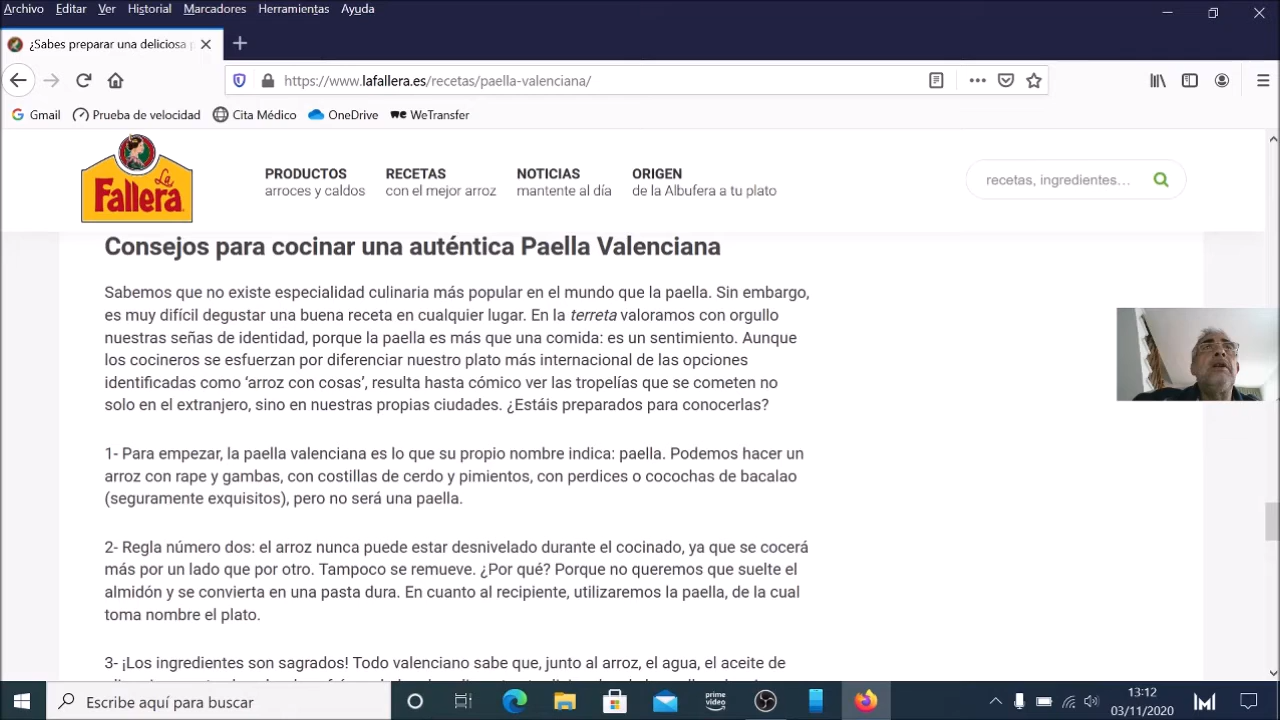 Archivo Editar Ver Historial Marcadores Herramientas Ayuda
¿Sabes preparar una deliciosa
https://www.lafallera.es/recetas/paella-valenciana/
Gmail Prueba de velocidad Cita Médico OneDrive WeTransfer
La Fallera
PRODUCTOS RECETAS NOTICIAS ORIGEN
arroces y caldos con el mejor arroz mantente al día de la Albufera a tu plato
recetas, ingredientes...
Consejos para cocinar una auténtica Paella Valenciana
Sabemos que no existe especialidad culinaria más popular en el mundo que la paella. Sin embargo,
es muy difícil degustar una buena receta en cualquier lugar. En la terreta valoramos con orgullo
nuestras señas de identidad, porque la paella es más que una comida: es un sentimiento. Aunque
los cocineros se esfuerzan por diferenciar nuestro plato más internacional de las opciones
identificadas como ‘arroz con cosas’, resulta hasta cómico ver las tropelías que se cometen no
solo en el extranjero, sino en nuestras propias ciudades. ¿Estáis preparados para conocerlas?
1- Para empezar, la paella valenciana es lo que su propio nombre indica: paella. Podemos hacer un
arroz con rape y gambas, con costillas de cerdo y pimientos, con perdices o cocochas de bacalao
(seguramente exquisitos), pero no será una paella.
2- Regla número dos: el arroz nunca puede estar desnivelado durante el cocinado, ya que se cocerá
más por un lado que por otro. Tampoco se remueve. ¿Por qué? Porque no queremos que suelte el
almidón y se convierta en una pasta dura. En cuanto al recipiente, utilizaremos la paella, de la cual
toma nombre el plato.
3- ¡Los ingredientes son sagrados! Todo valenciano sabe que, junto al arroz, el agua, el aceite de
Escribe aquí para buscar
prime video
13:12
03/11/2020